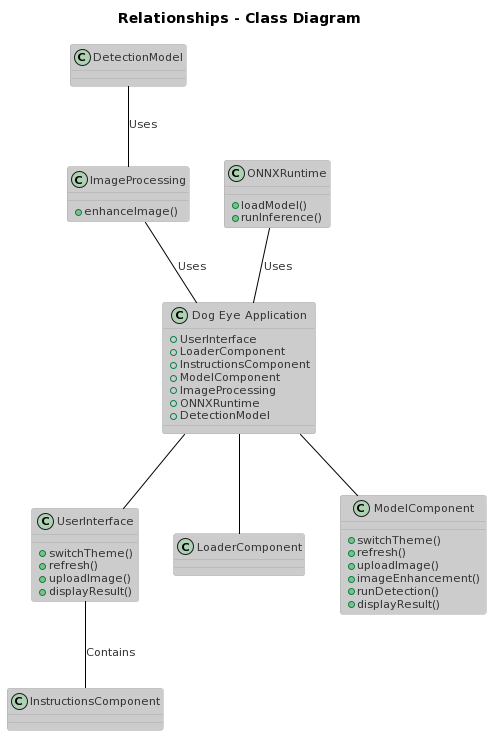 Relationships - Class Diagram
C DetectionModel
Uses
C ImageProcessing
enhanceImage()
C ONNXRuntime
loadModel()
runInference()
Uses
Uses
C Dog Eye Application
UserInterface
LoaderComponent
InstructionsComponent
ModelComponent
ImageProcessing
ONNXRuntime
DetectionModel
C UserInterface
switchTheme()
refresh()
uploadImage()
displayResult()
C LoaderComponent
C ModelComponent
switchTheme()
refresh()
uploadImage()
imageEnhancement()
runDetection()
displayResult()
Contains
C InstructionsComponent